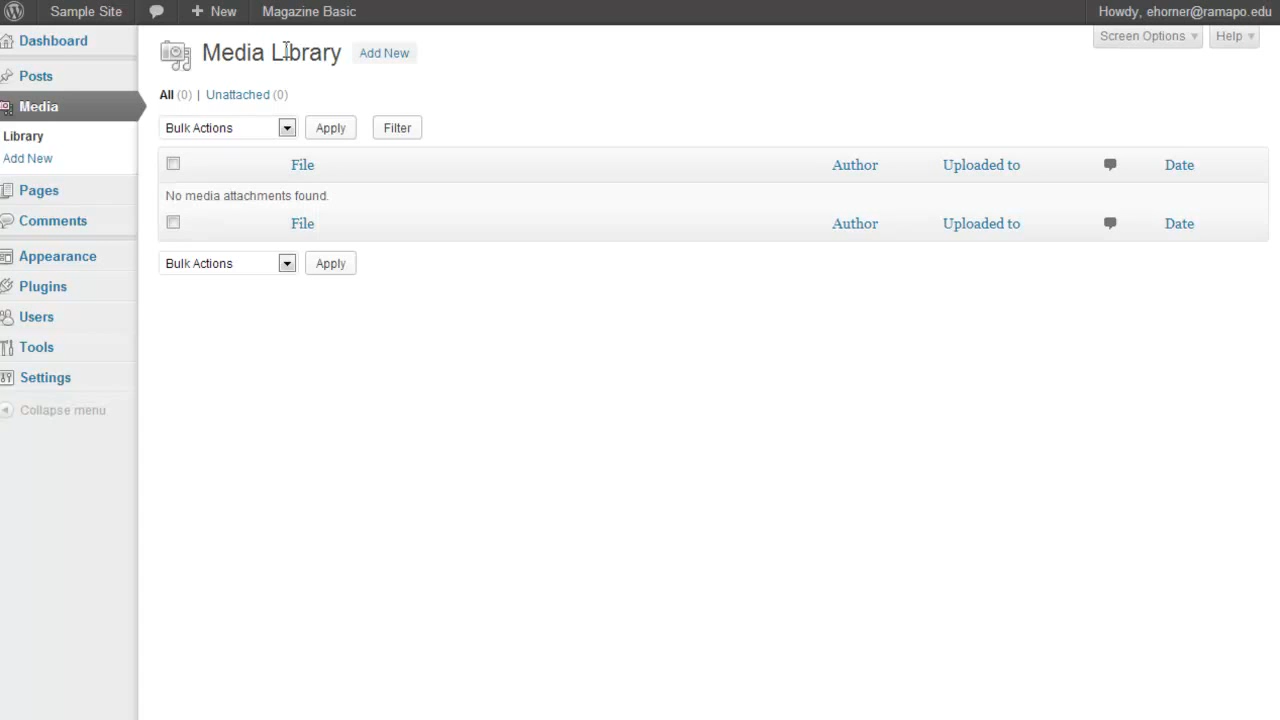 Sample Site New Magazine Basic Howdy, ehorner@ramapo.edu
Screen Options Help
Dashboard
Posts
Media
Library
Add New
Pages
Comments
Appearance
Plugins
Users
Tools
Settings
Collapse menu
Media Library Add New
All (0) | Unattached (0)
Bulk Actions Apply Filter
File Author Uploaded to Date
No media attachments found.
File Author Uploaded to Date
Bulk Actions Apply